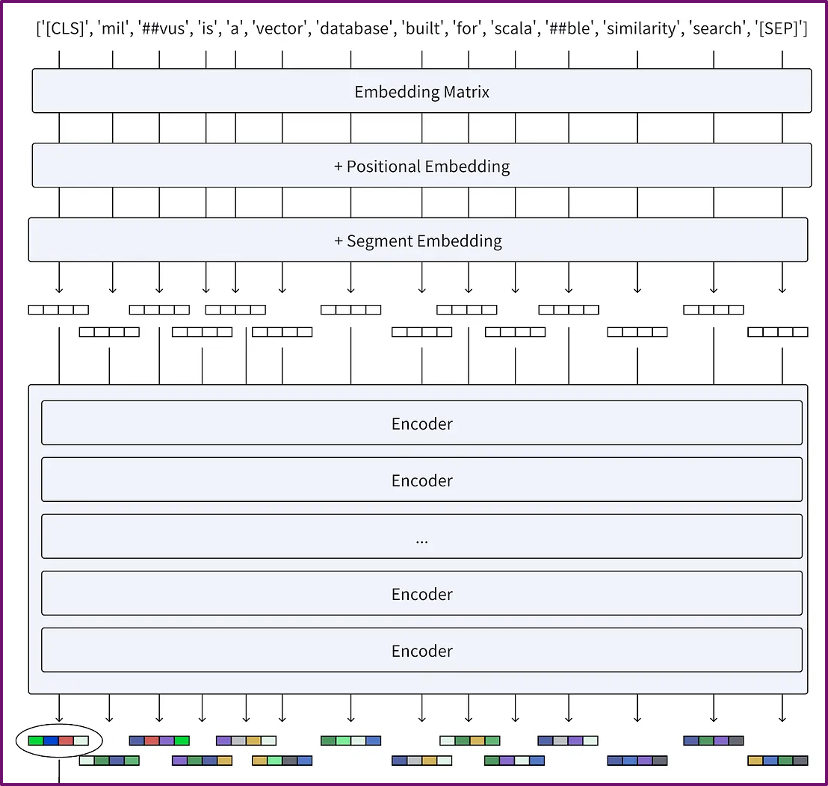 ['[CLS]', 'mil', '##vus', 'is', 'a', 'vector', 'database', 'built', 'for', 'scala', '##ble', 'similarity', 'search', '[SEP]']
Embedding Matrix
+ Positional Embedding
+ Segment Embedding
Encoder
Encoder
...
Encoder
Encoder